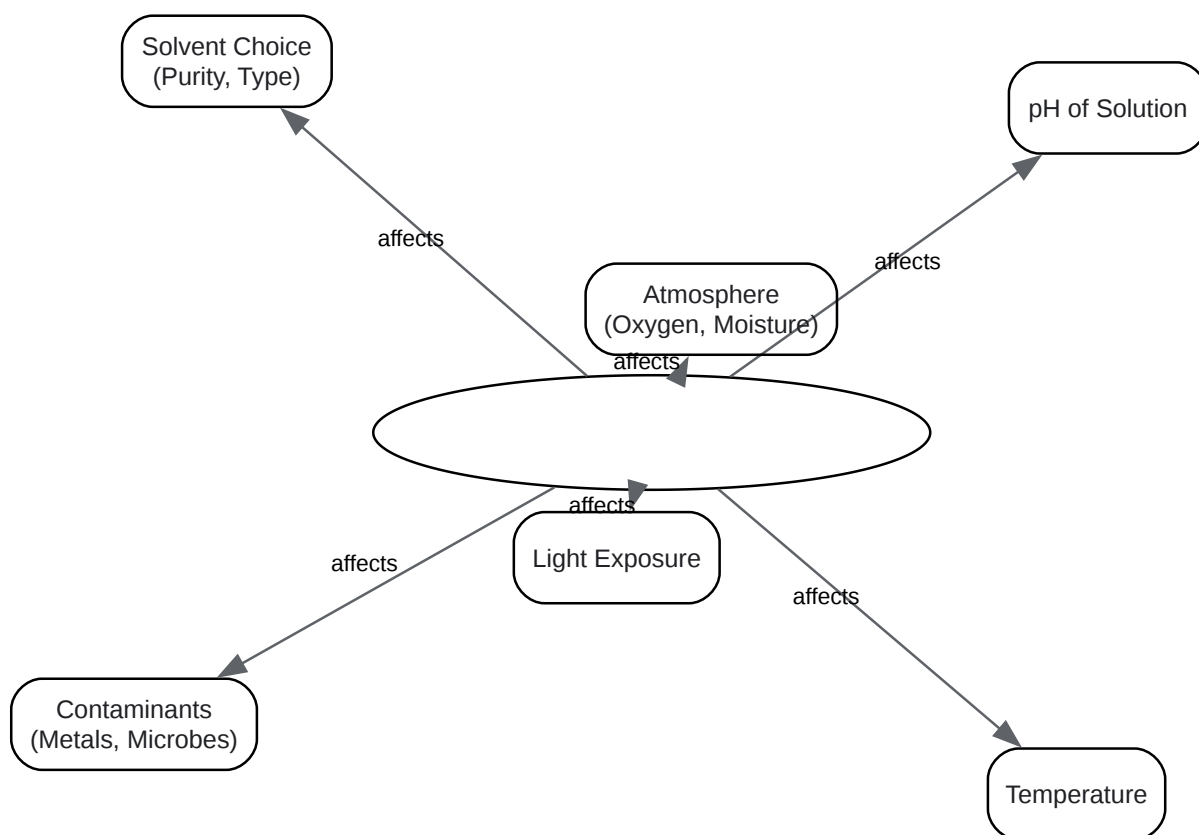 Solvent Choice
(Purity, Type)
pH of Solution
affects
affects
Atmosphere
(Oxygen, Moisture)
affects
affects
Light Exposure
affects
affects
Contaminants
(Metals, Microbes)
Temperature